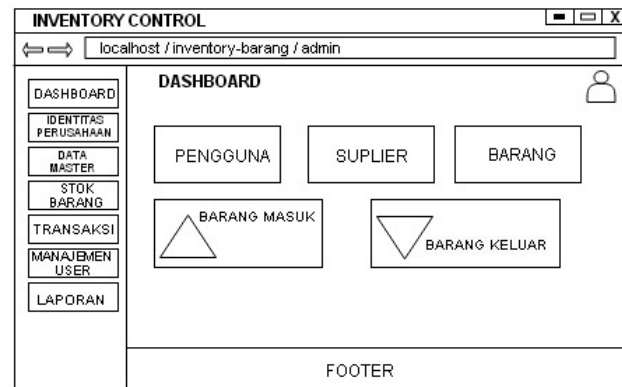 INVENTORY CONTROL
X
localhost / inventory-barang / admin
DASHBOARD
IDENTITAS
PERUSAHAAN
DATA
MASTER
STOK
BARANG
TRANSAKSI
MANAJEMEN
USER
LAPORAN
DASHBOARD
PENGGUNA
SUPLIER
BARANG
BARANG MASUK
BARANG KELUAR
FOOTER